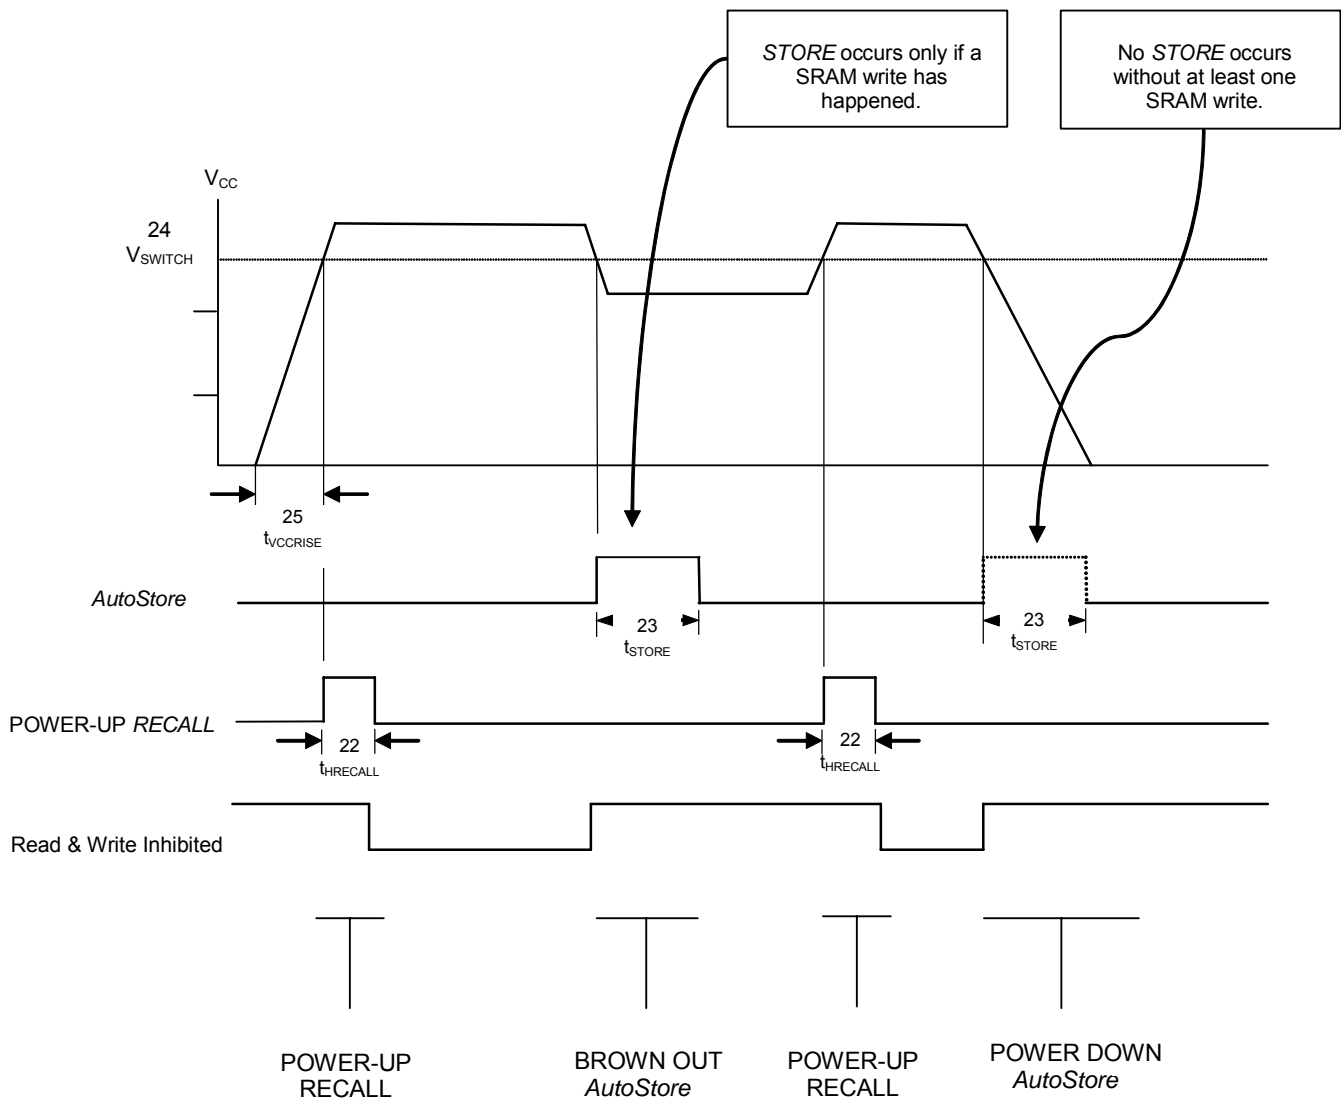 STORE occurs only if a
SRAM write has
happened.
No STORE occurs
without at least one
SRAM write.
VCC
24
VSWITCH
25
tVCCRISE
AutoStore
23
tSTORE
23
tSTORE
POWER-UP RECALL
22
tHRECALL
22
tHRECALL
Read & Write Inhibited
POWER-UP
RECALL
BROWN OUT
AutoStore
POWER-UP
RECALL
POWER DOWN
AutoStore